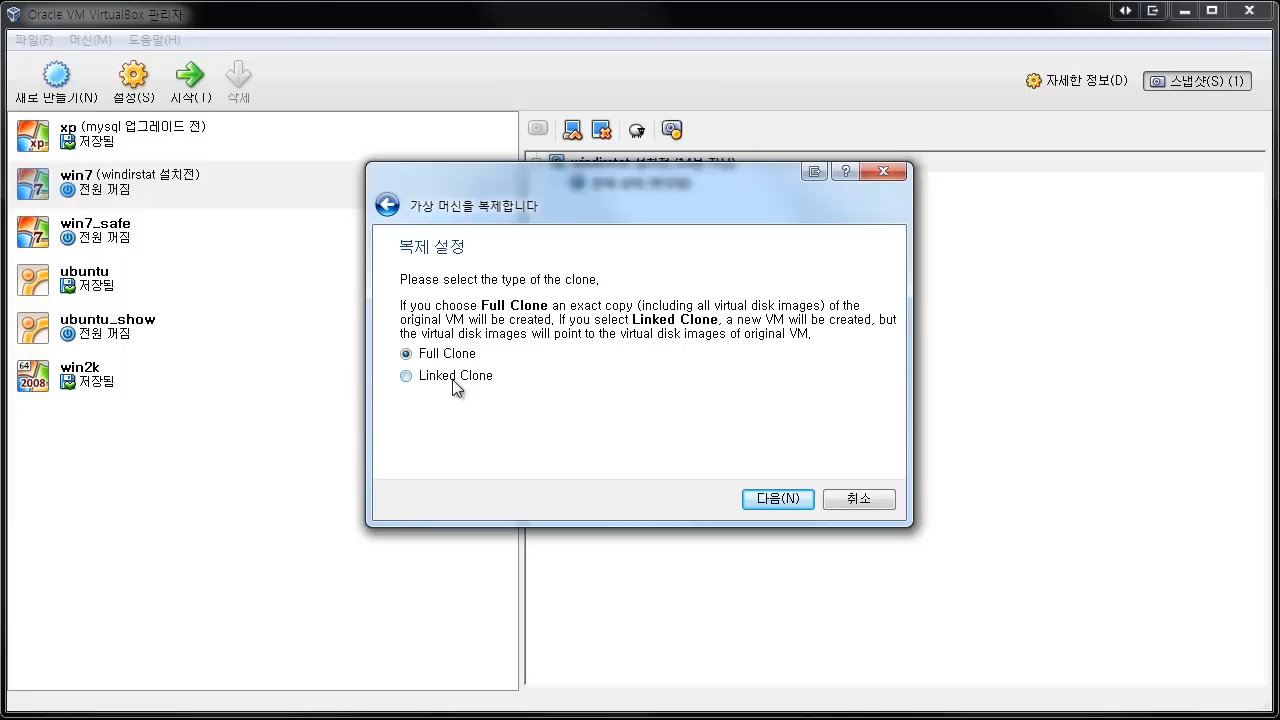 Oracle VM VirtualBox 관리자
파일(F) 머신(M) 도움말(H)
새로 만들기(N) 설정(S) 시작(T) 삭제
자세한 정보(D) 스냅샷(S) (1)
xp (mysql 업그레이드 전)
저장됨
win7 (windirstat 설치전)
전원 꺼짐
win7_safe
전원 꺼짐
ubuntu
저장됨
ubuntu_show
전원 꺼짐
64
2008
win2k
저장됨
windirstat 설치전
가상 머신을 복제합니다
복제 설정
Please select the type of the clone.
If you choose Full Clone an exact copy (including all virtual disk images) of the
original VM will be created. If you select Linked Clone, a new VM will be created, but
the virtual disk images will point to the virtual disk images of original VM.
Full Clone
Linked Clone
다음(N) 취소